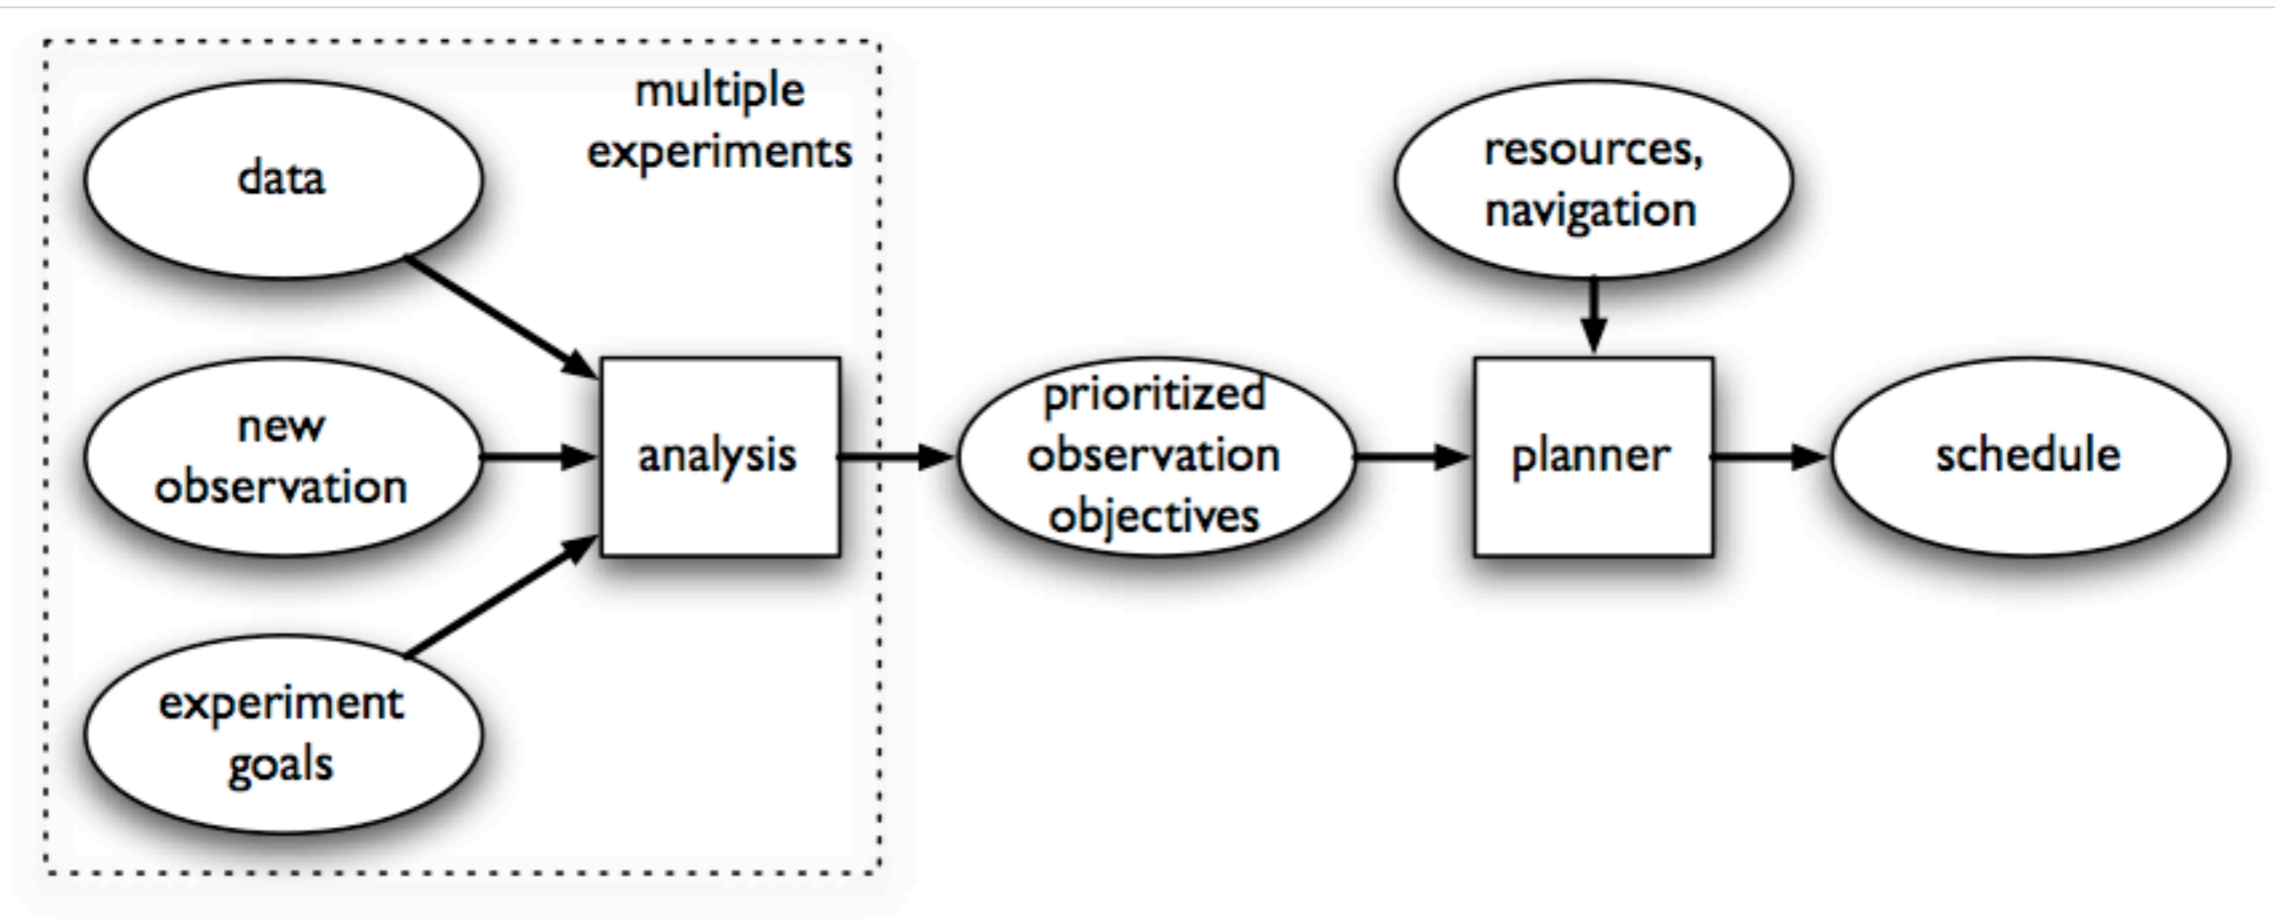 multiple
experiments
data
new
observation
experiment
goals
analysis
prioritized
observation
objectives
resources,
navigation
planner
schedule